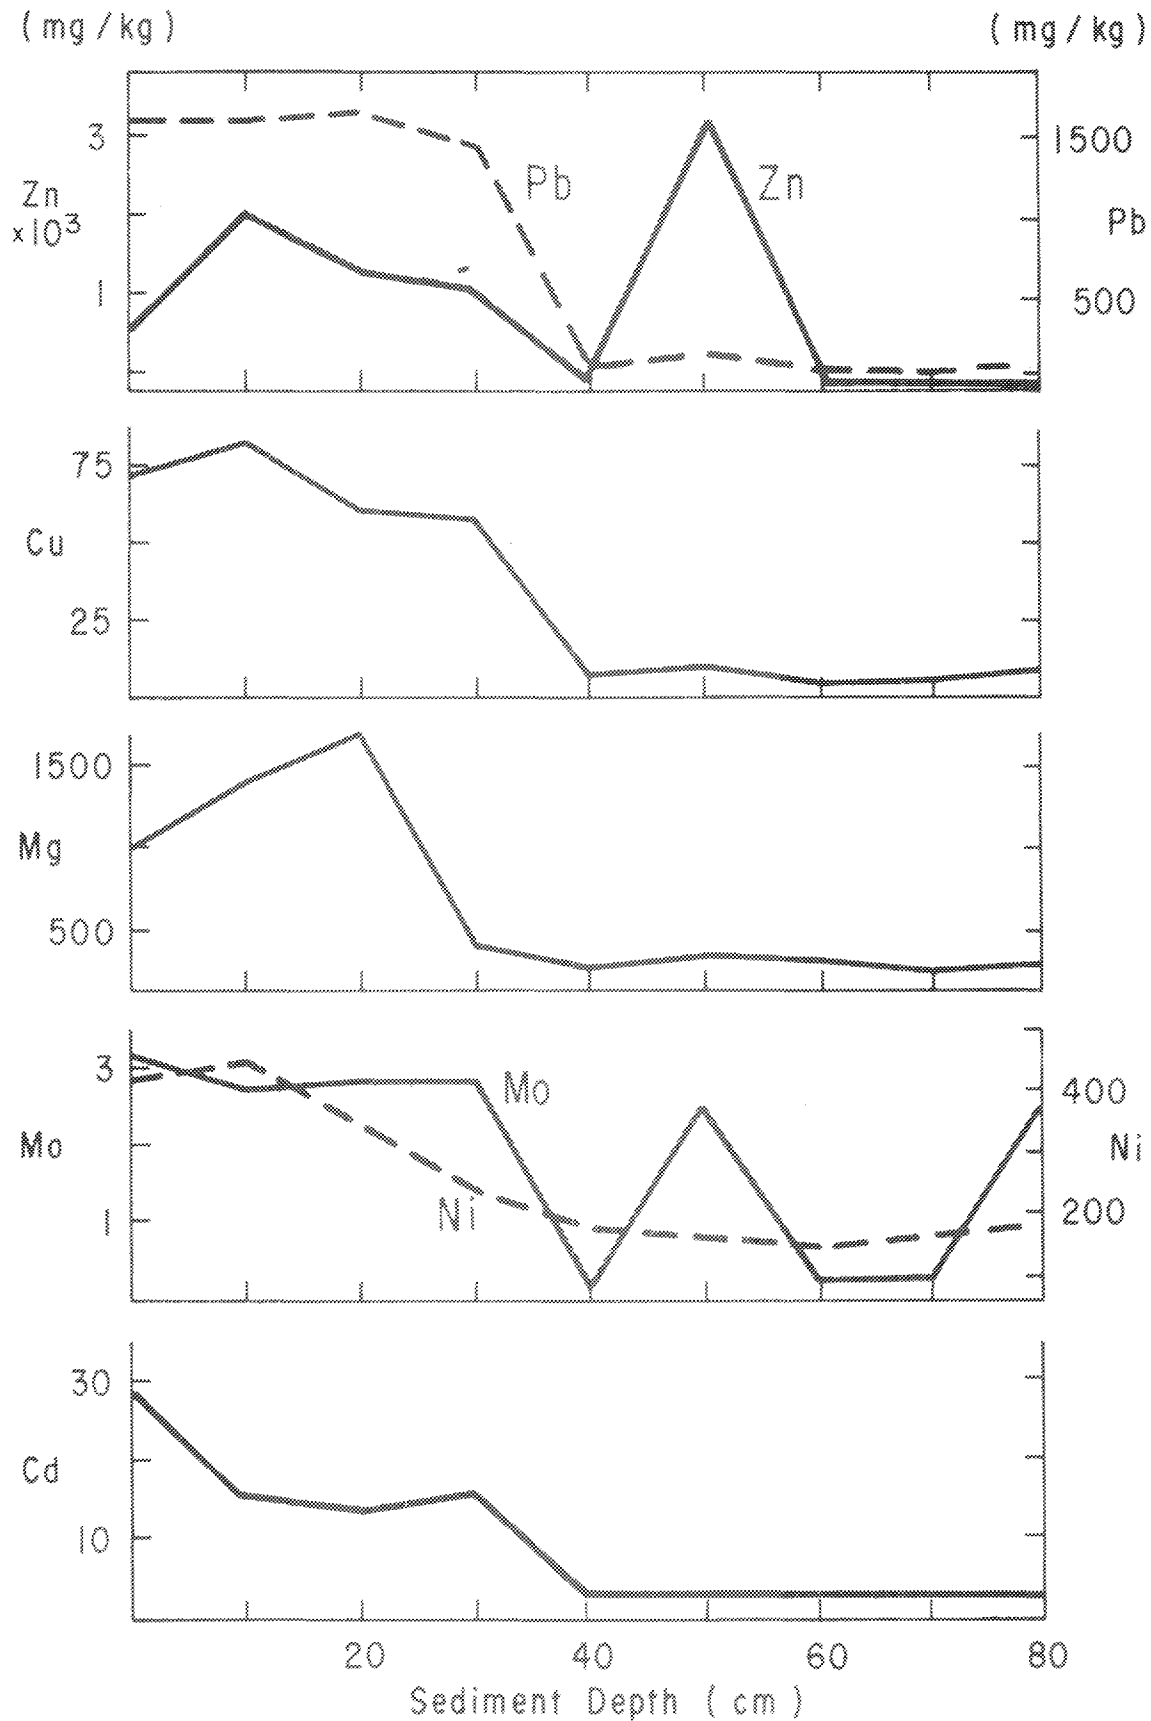 (mg/kg) (mg/kg)
3 1500
Pb Zn
Zn Pb
x10³
1 500
75
Cu
25
1500
Mg
500
3 Mo 400
Mo Ni
Ni
1 200
30
Cd
10
20 40 60 80
Sediment Depth (cm)